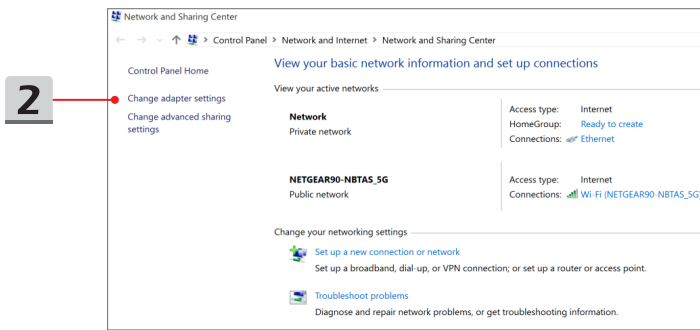 Network and Sharing Center
Control Panel > Network and Internet > Network and Sharing Center
Control Panel Home
2
Change adapter settings
Change advanced sharing
settings
View your basic network information and set up connections
View your active networks
Network
Private network
Access type: Internet
HomeGroup: Ready to create
Connections: Ethernet
NETGEAR90-NBTAS_5G
Public network
Access type: Internet
Connections: Wi-Fi (NETGEAR90-NBTAS_5G)
Change your networking settings
Set up a new connection or network
Set up a broadband, dial-up, or VPN connection; or set up a router or access point.
Troubleshoot problems
Diagnose and repair network problems, or get troubleshooting information.